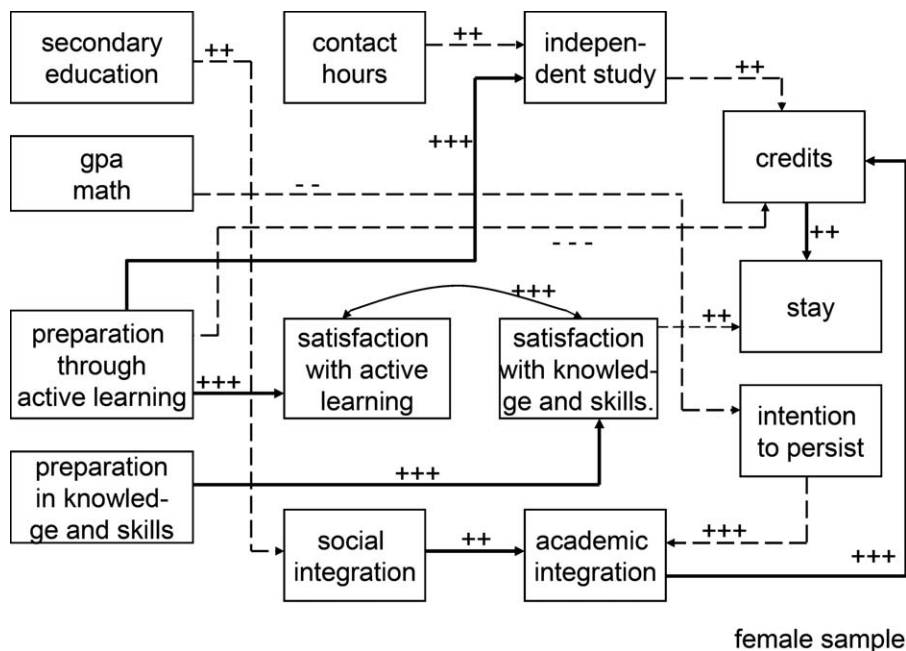 secondary
education
++
contact
hours
++
indepen-
dent study
++
credits
+++
gpa
math
- -
- - -
++
stay
preparation
through
active learning
+++
satisfaction
with active
learning
+++
satisfaction
with knowled-
ge and skills.
++
intention
to persist
preparation
in knowled-
ge and skills
+++
social
integration
++
academic
integration
+++
+++
female sample